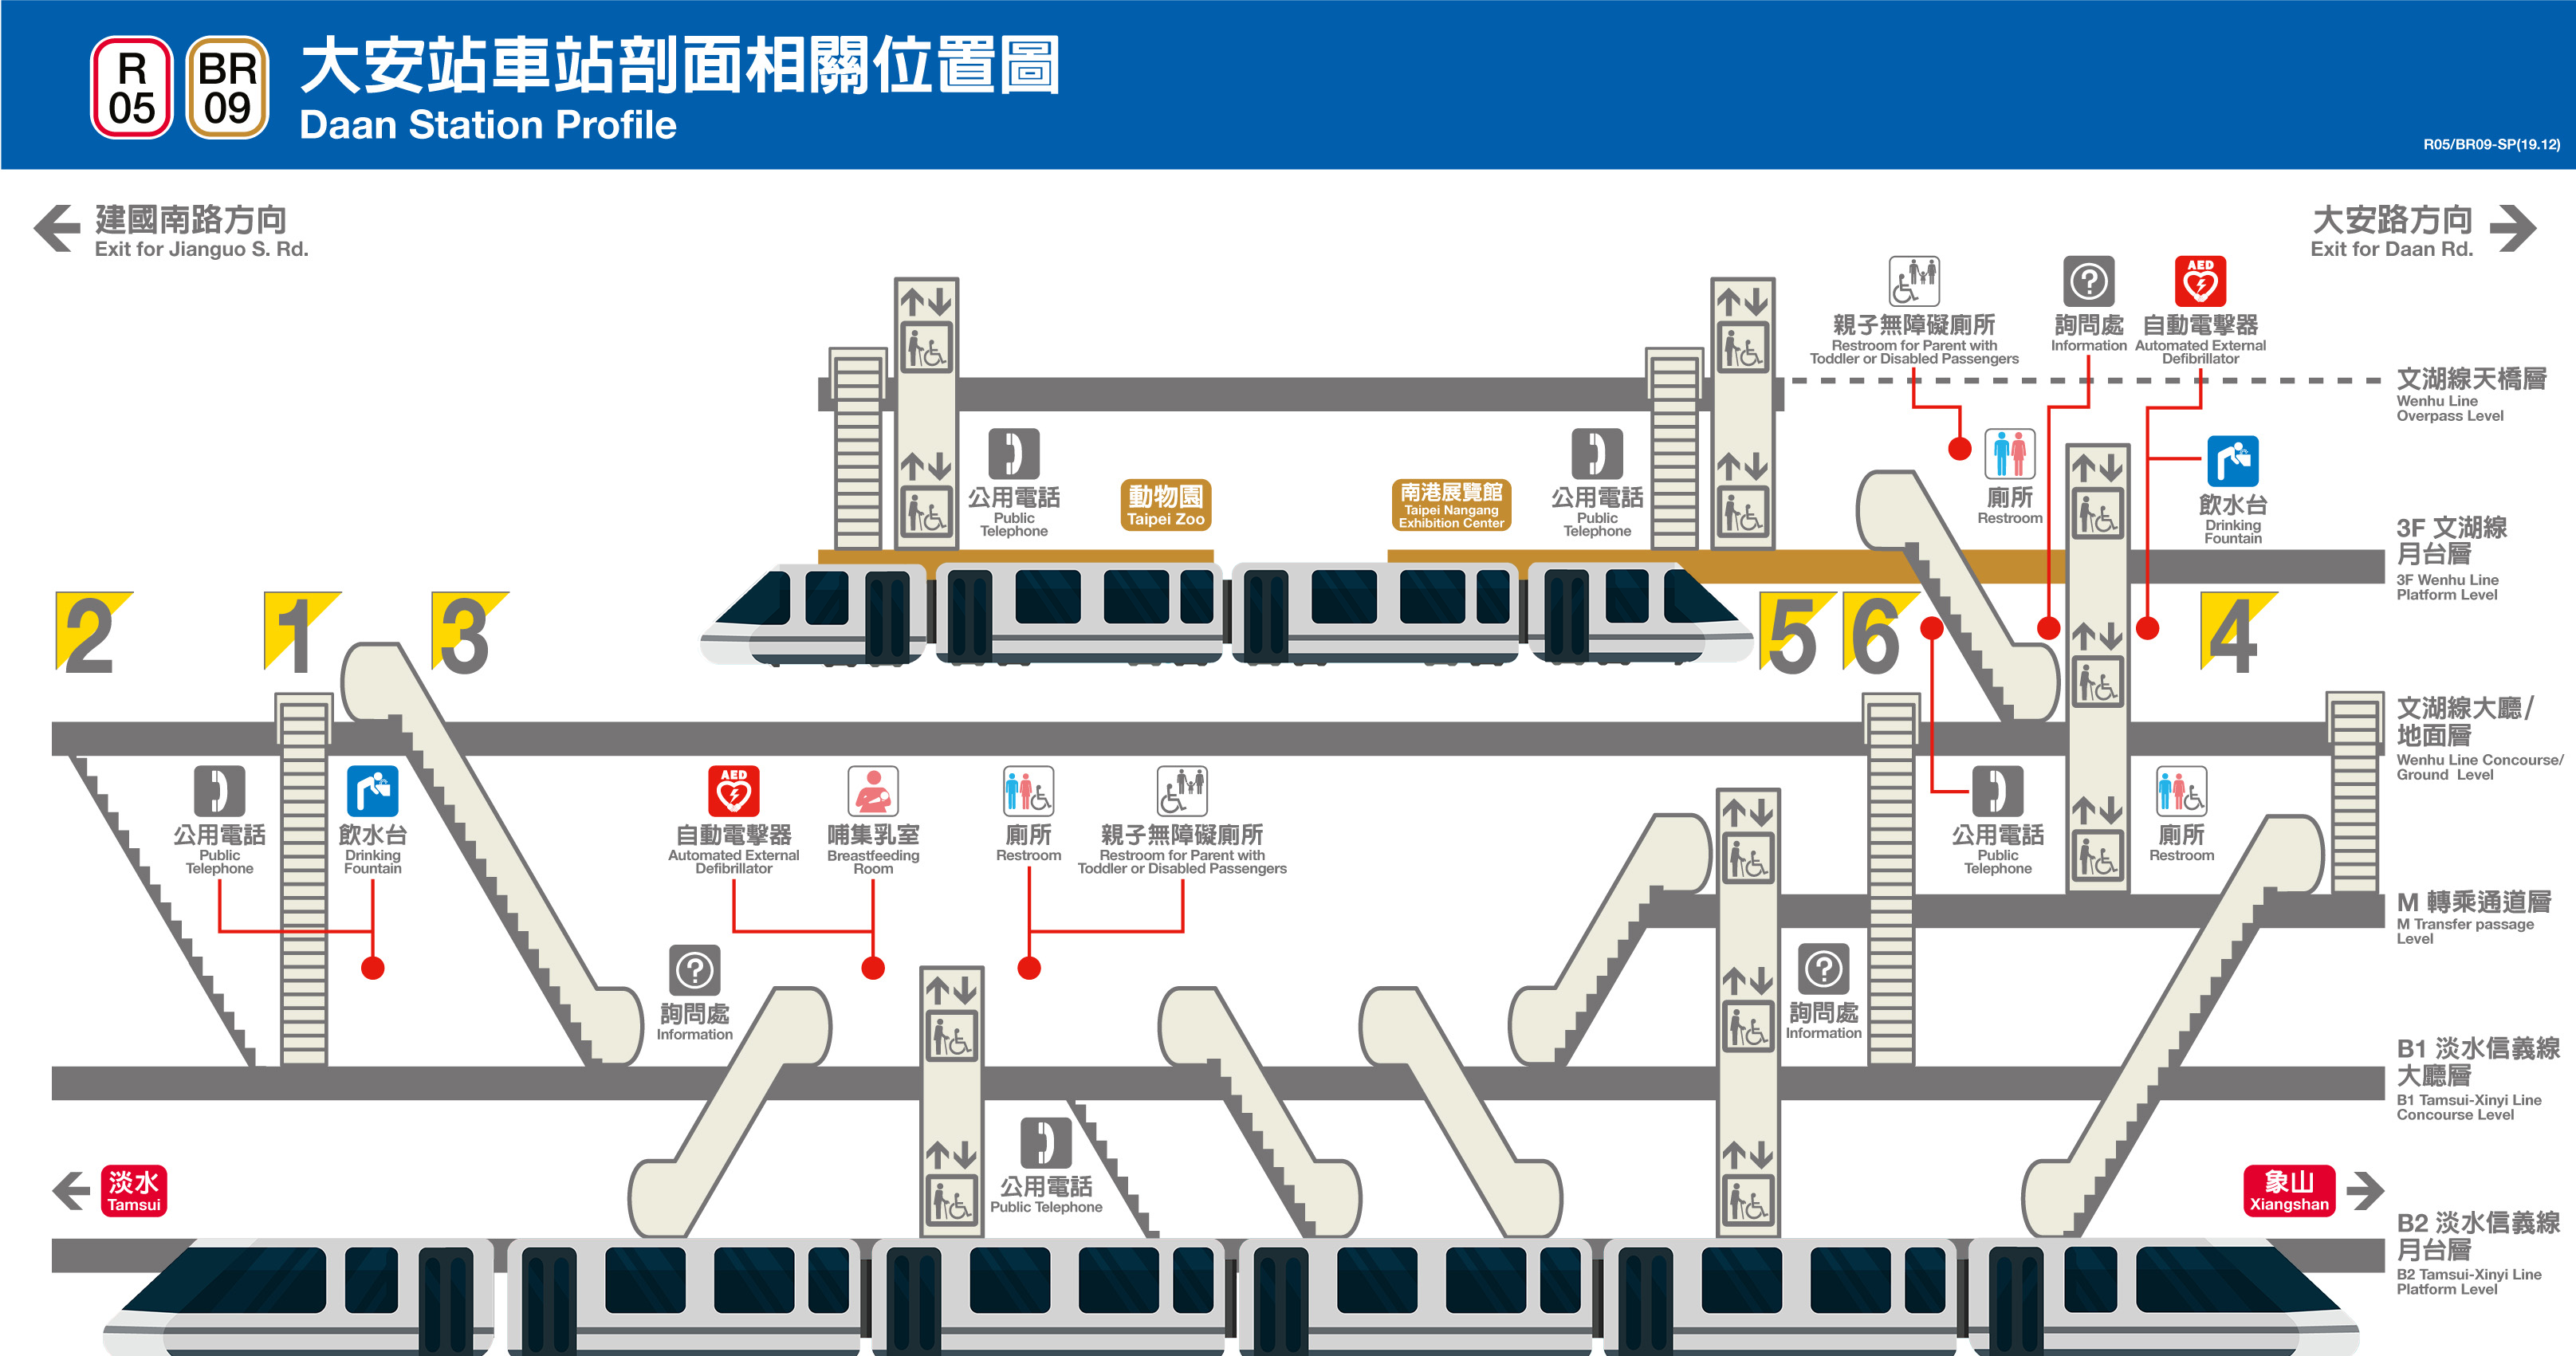 R
05
BR
09
大安站車站剖面相關位置圖
Daan Station Profile
R05/BR09-SP(19.12)
建國南路方向
Exit for Jianguo S. Rd.
大安路方向
Exit for Daan Rd.
親子無障礙廁所
Restroom for Parent with
Toddler or Disabled Passengers
詢問處
Information
AED
自動電擊器
Automated External
Defibrillator
文湖線天橋層
Wenhu Line
Overpass Level
公用電話
Public
Telephone
動物園
Taipei Zoo
南港展覽館
Taipei Nangang
Exhibition Center
公用電話
Public
Telephone
廁所
Restroom
飲水台
Drinking
Fountain
3F 文湖線
月台層
3F Wenhu Line
Platform Level
2
1
3
5
6
4
文湖線大廳/
地面層
Wenhu Line Concourse/
Ground Level
公用電話
Public
Telephone
飲水台
Drinking
Fountain
AED
自動電擊器
Automated External
Defibrillator
哺集乳室
Breastfeeding
Room
廁所
Restroom
親子無障礙廁所
Restroom for Parent with
Toddler or Disabled Passengers
公用電話
Public
Telephone
廁所
Restroom
M 轉乘通道層
M Transfer passage
Level
詢問處
Information
詢問處
Information
B1 淡水信義線
大廳層
B1 Tamsui-Xinyi Line
Concourse Level
公用電話
Public Telephone
淡水
Tamsui
象山
Xiangshan
B2 淡水信義線
月台層
B2 Tamsui-Xinyi Line
Platform Level